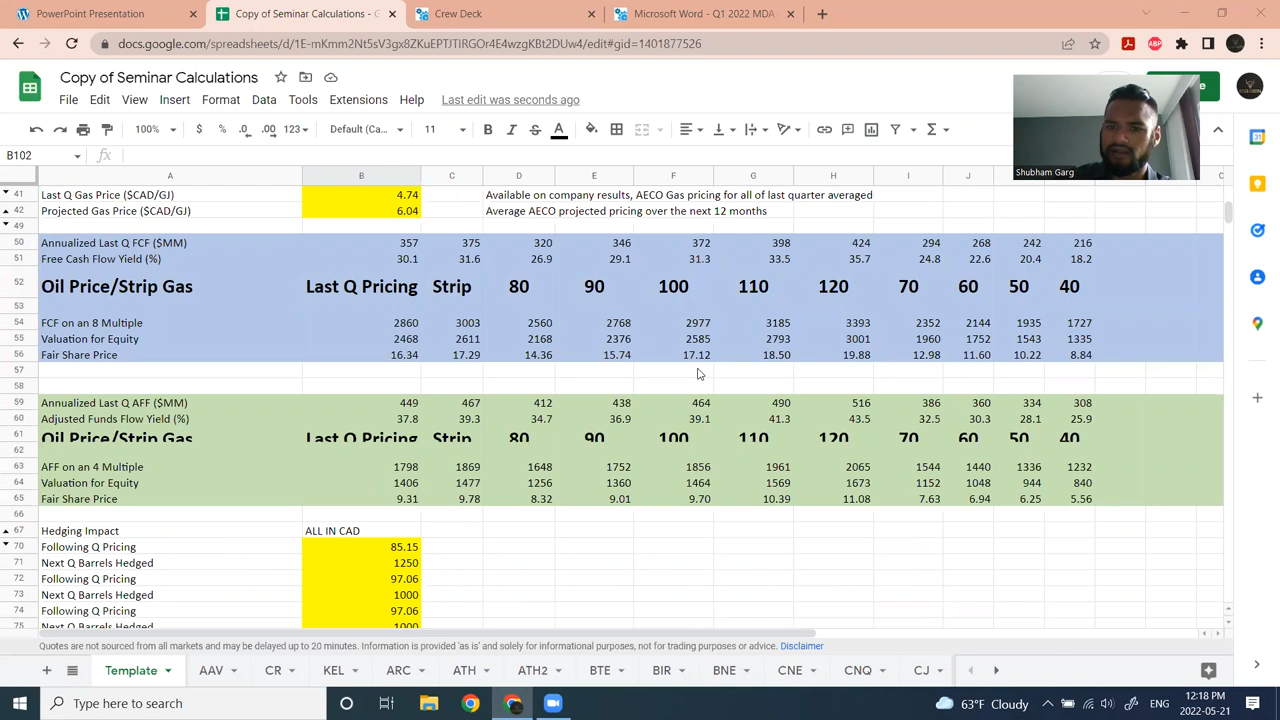 PowerPoint Presentation
Copy of Seminar Calculations - G
Crew Deck
Microsoft Word - Q1 2022 MDA
docs.google.com/spreadsheets/d/1E-mKmm2Nt5sV3gx8ZKyEPTDTRGrotr4E4wzgKm2DUw4/edit#gid=1401877526
Copy of Seminar Calculations
File Edit View Insert Format Data Tools Extensions Help Last edit was seconds ago
100% $ % .0 .00 123 Default (Ca... 11 B I S A
Shubham Garg
B102 fx
A B C D E F G H I J K L
41 Last Q Gas Price ($CAD/GJ) 4.74 Available on company results, AECO Gas pricing for all of last quarter averaged
42 Projected Gas Price ($CAD/GJ) 6.04 Average AECO projected pricing over the next 12 months
49
50 Annualized Last Q FCF ($MM) 357 375 320 346 372 398 424 294 268 242 216
51 Free Cash Flow Yield (%) 30.1 31.6 26.9 29.1 31.3 33.5 35.7 24.8 22.6 20.4 18.2
52 Oil Price/Strip Gas Last Q Pricing Strip 80 90 100 110 120 70 60 50 40
53
54 FCF on an 8 Multiple 2860 3003 2560 2768 2977 3185 3393 2352 2144 1935 1727
55 Valuation for Equity 2468 2611 2168 2376 2585 2793 3001 1960 1752 1543 1335
56 Fair Share Price 16.34 17.29 14.36 15.74 17.12 18.50 19.88 12.98 11.60 10.22 8.84
57
58
59 Annualized Last Q AFF ($MM) 449 467 412 438 464 490 516 386 360 334 308
60 Adjusted Funds Flow Yield (%) 37.8 39.3 34.7 36.9 39.1 41.3 43.5 32.5 30.3 28.1 25.9
61 Oil Price/Strip Gas Last Q Pricing Strip 80 90 100 110 120 70 60 50 40
62
63 AFF on an 4 Multiple 1798 1869 1648 1752 1856 1961 2065 1544 1440 1336 1232
64 Valuation for Equity 1406 1477 1256 1360 1464 1569 1673 1152 1048 944 840
65 Fair Share Price 9.31 9.78 8.32 9.01 9.70 10.39 11.08 7.63 6.94 6.25 5.56
66
67 Hedging Impact ALL IN CAD
70 Following Q Pricing 85.15
71 Next Q Barrels Hedged 1250
72 Following Q Pricing 97.06
73 Next Q Barrels Hedged 1000
74 Following Q Pricing 97.06
75 Next Q Barrels Hedged 1000
Quotes are not sourced from all markets and may be delayed up to 20 minutes. Information is provided 'as is' and solely for informational purposes, not for trading purposes or advice. Disclaimer
Template AAV CR KEL ARC ATH ATH2 BTE BIR BNE CNE CNQ CJ
Type here to search
63°F Cloudy
ENG
12:18 PM
2022-05-21